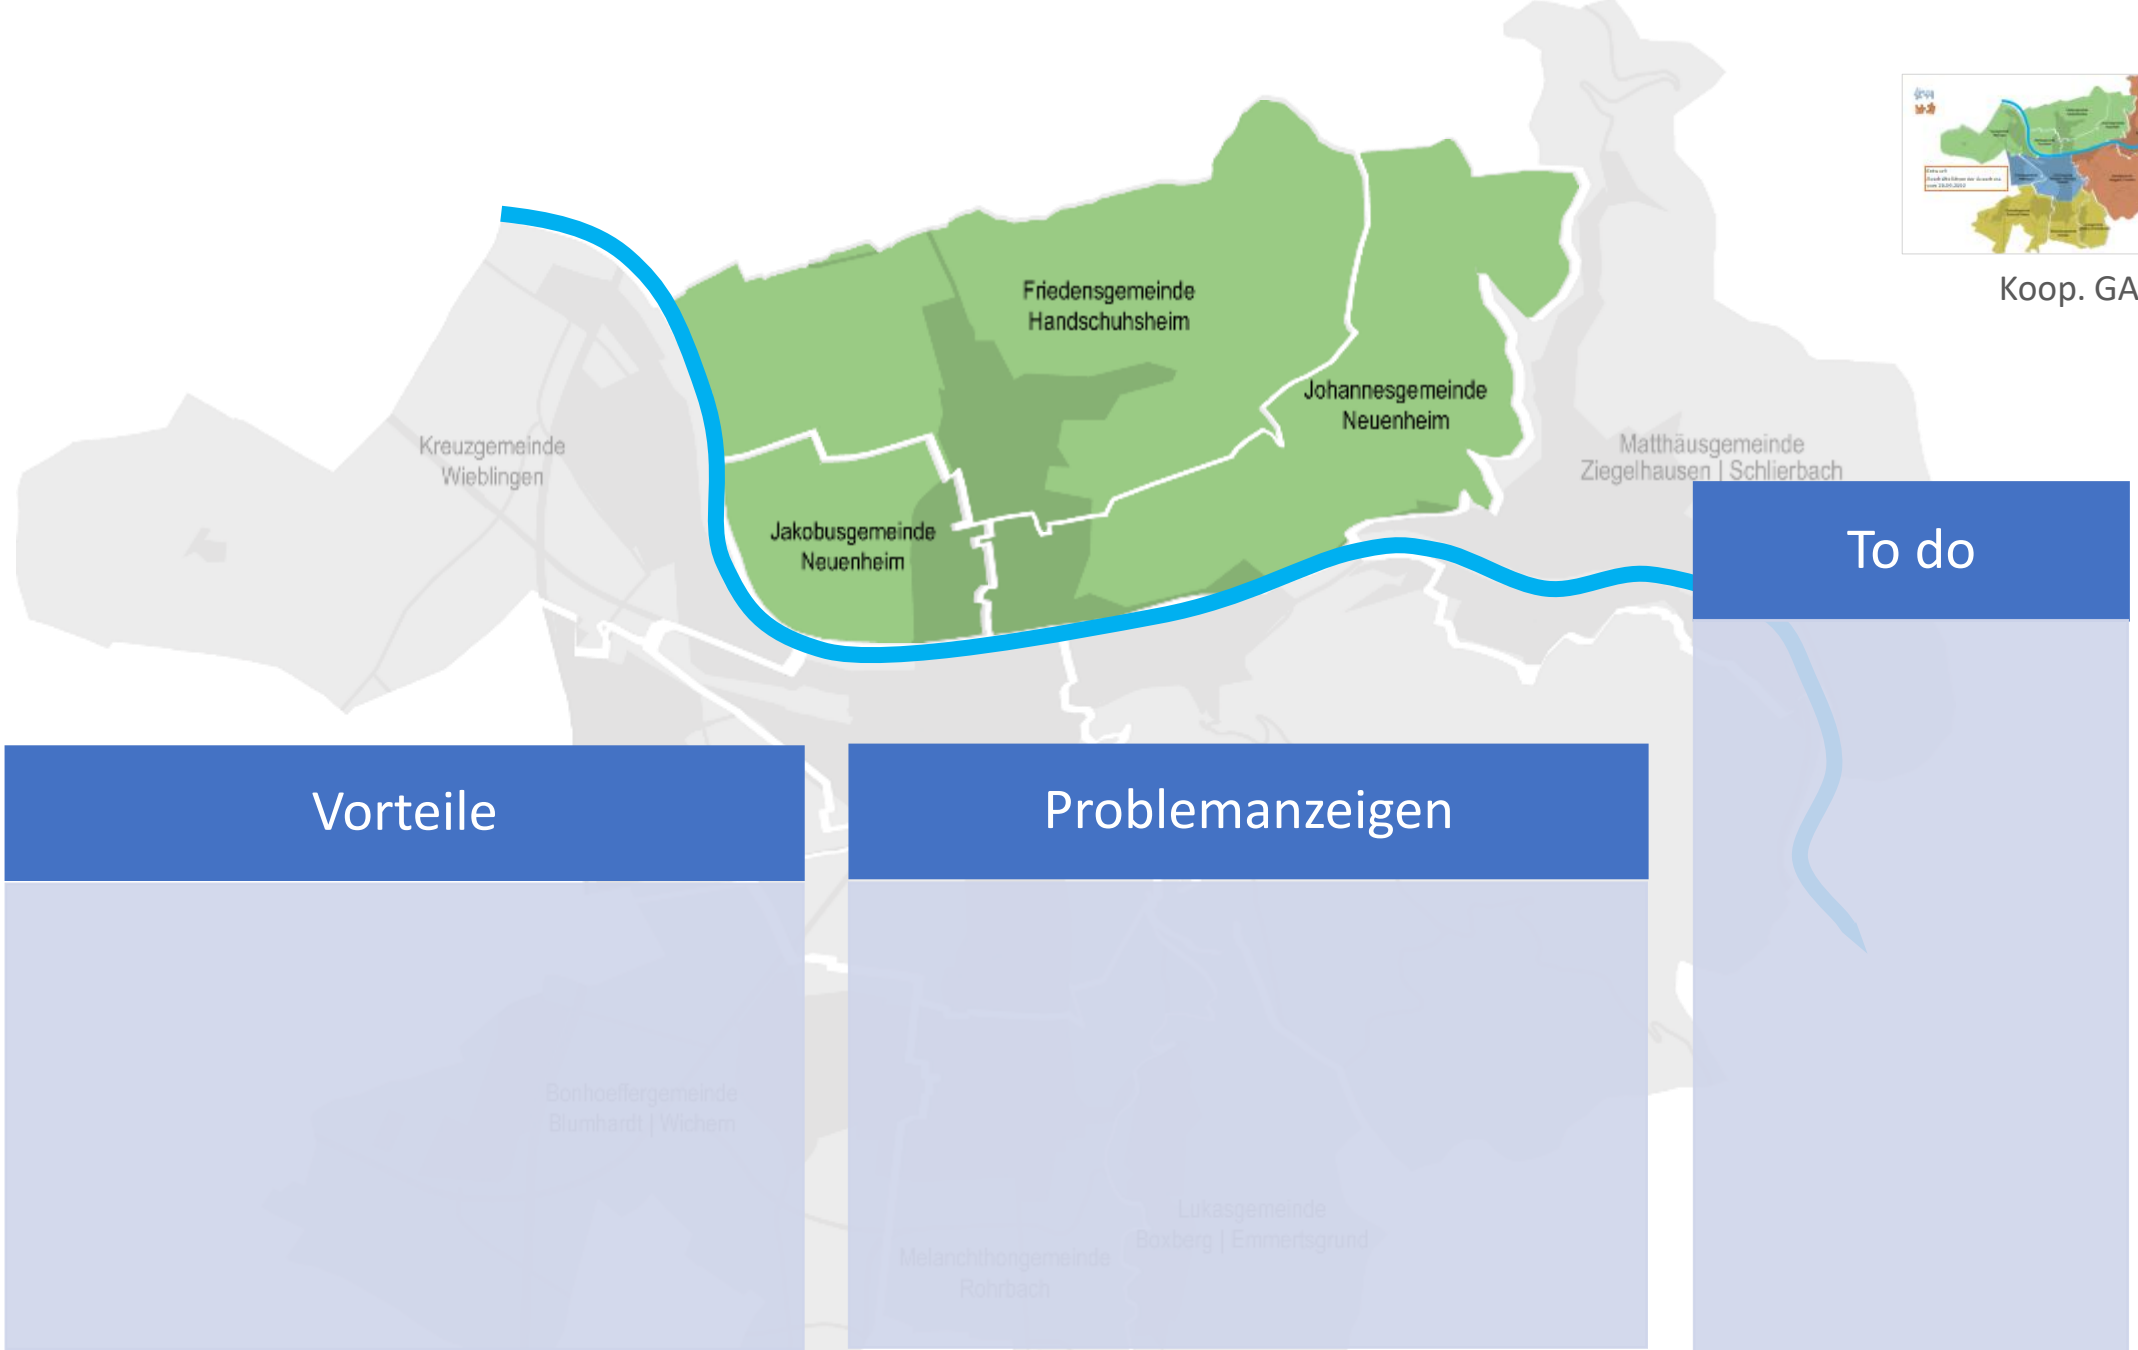 Koop. GA
Friedensgemeinde
Handschuhsheim
Johannesgemeinde
Neuenheim
Kreuzgemeinde
Wieblingen
Matthäusgemeinde
Ziegelhausen | Schlierbach
Jakobusgemeinde
Neuenheim
To do
Vorteile
Problemanzeigen
Bonhoeffergemeinde
Blumhardt | Wichern
Lukasgemeinde
Boxberg | Emmertsgrund
Melanchthongemeinde
Rohrbach